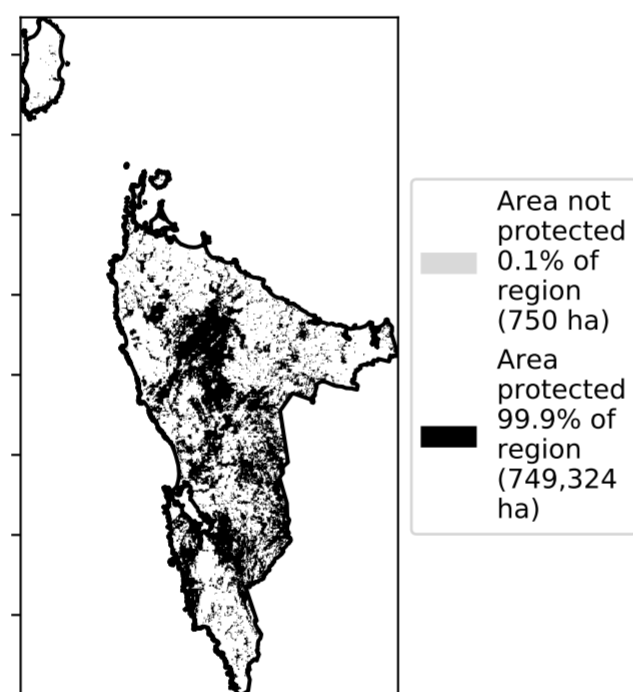 Area not
protected
0.1% of
region
(750 ha)
Area
protected
99.9% of
region
(749,324
ha)